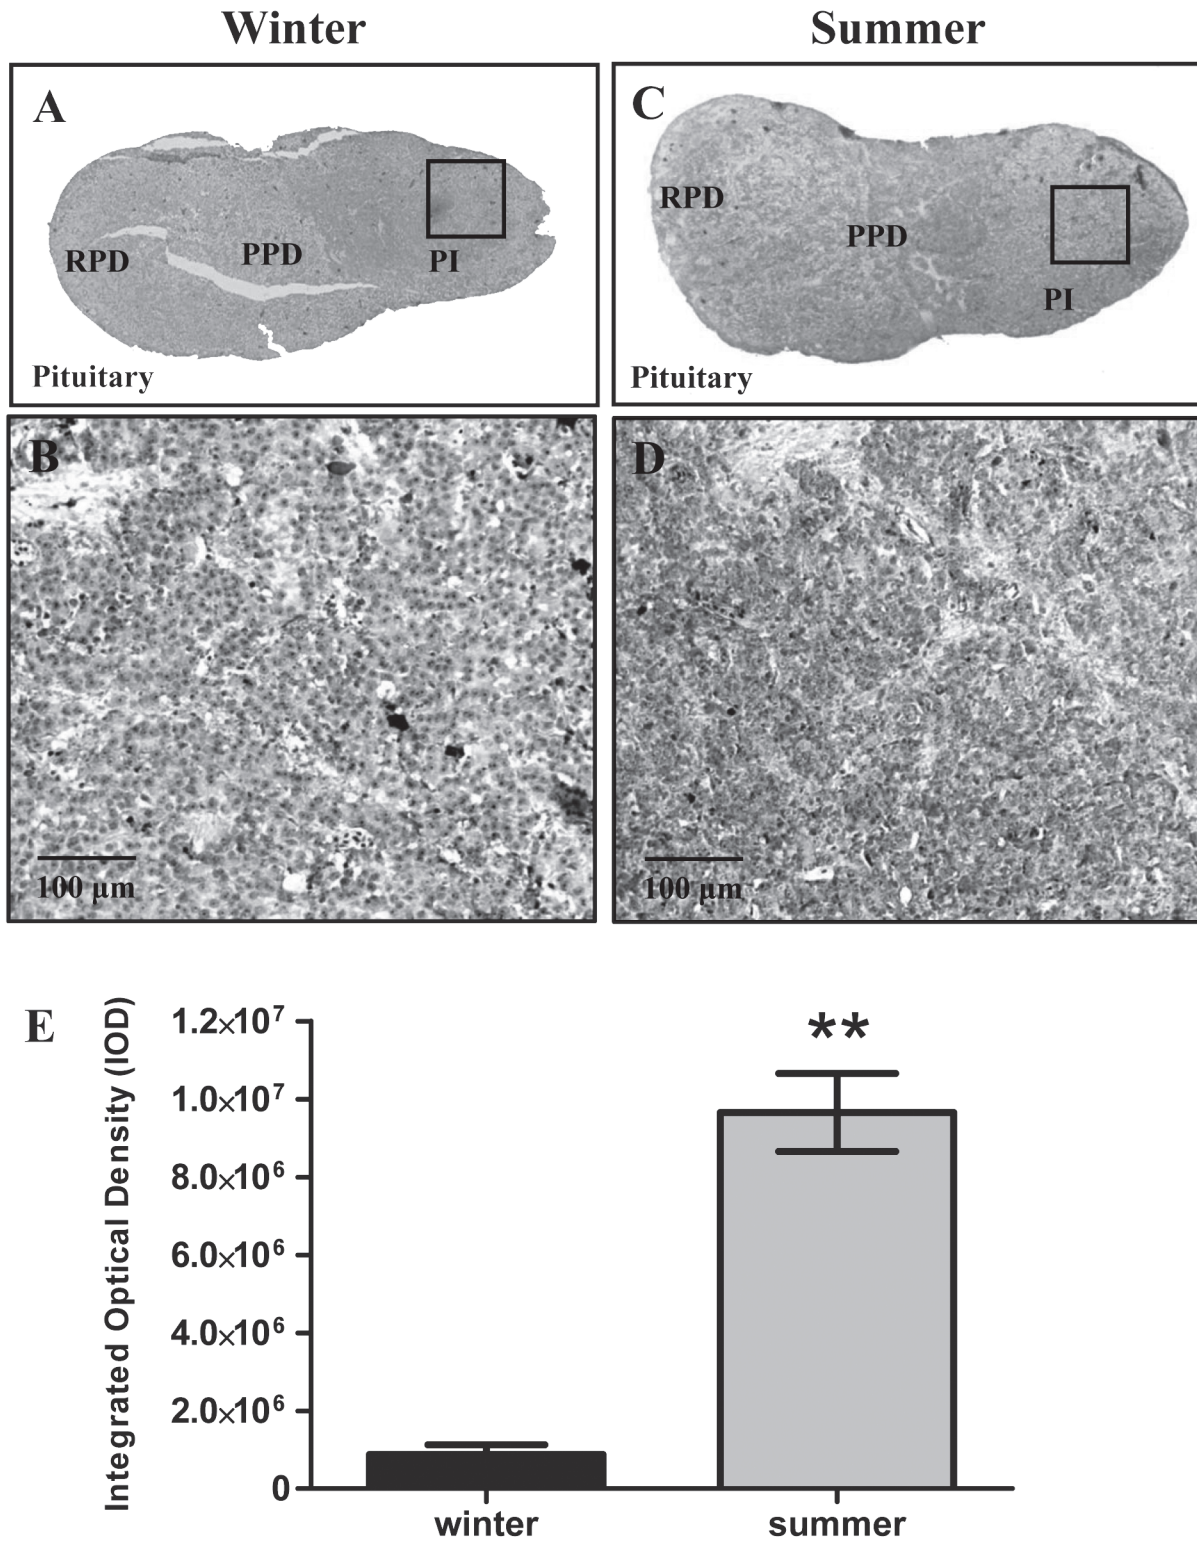 Winter Summer
A
RPD
PPD
PI
Pituitary
C
RPD
PPD
PI
Pituitary
B
100 µm
D
100 µm
E
Integrated Optical Density (IOD)
1.2×10⁷
1.0×10⁷
8.0×10⁶
6.0×10⁶
4.0×10⁶
2.0×10⁶
0
**
winter summer